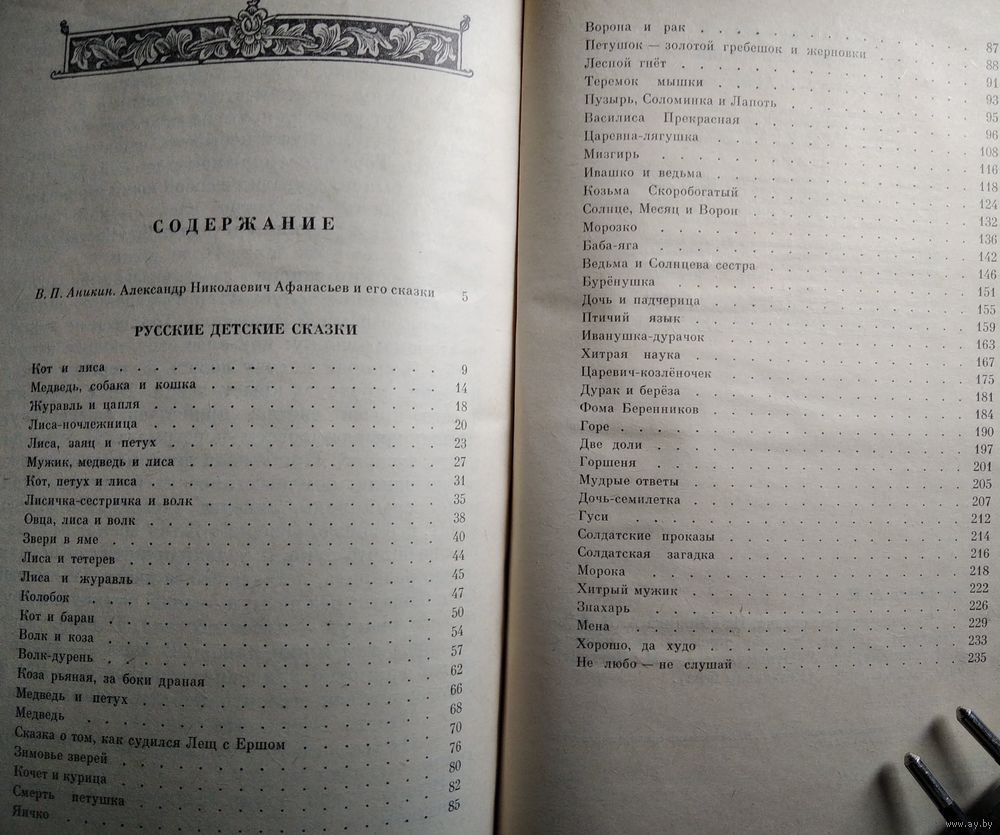 СОДЕРЖАНИЕ
В. П. Аникин. Александр Николаевич Афанасьев и его сказки 5
РУССКИЕ ДЕТСКИЕ СКАЗКИ
Кот и лиса 9
Медведь, собака и кошка 14
Журавль и цапля 18
Лиса-ночлежница 20
Лиса, заяц и петух 23
Мужик, медведь и лиса 27
Кот, петух и лиса 31
Лисичка-сестричка и волк 35
Овца, лиса и волк 38
Звери в яме 40
Лиса и тетерев 44
Лиса и журавль 45
Колобок 47
Кот и баран 50
Волк и коза 54
Волк-дурень 57
Коза рьяная, за боки драная 62
Медведь и петух 66
Медведь 68
Сказка о том, как судился Лещ с Ершом 70
Зимовье зверей 76
Кочет и курица 80
Смерть петушка 82
Яичко 85
Ворона и рак 87
Петушок — золотой гребешок и жерновки 88
Лесной гнёт 91
Теремок мышки 93
Пузырь, Соломинка и Лапоть 95
Василиса Прекрасная 96
Царевна-лягушка 108
Мизгирь 116
Ивашко и ведьма 118
Козьма Скоробогатый 124
Солнце, Месяц и Ворон 132
Морозко 136
Баба-яга 142
Ведьма и Солнцева сестра 146
Бурёнушка 151
Дочь и падчерица 155
Птичий язык 159
Иванушка-дурачок 163
Хитрая наука 167
Царевич-козлёночек 175
Дурак и берёза 181
Фома Беренников 184
Горе 190
Две доли 197
Горшеня 201
Мудрые ответы 205
Дочь-семилетка 207
Гуси 212
Солдатские проказы 214
Солдатская загадка 216
Морока 218
Хитрый мужик 222
Знахарь 226
Мена 229
Хорошо, да худо 233
Не любо — не слушай 235
www.ay.by